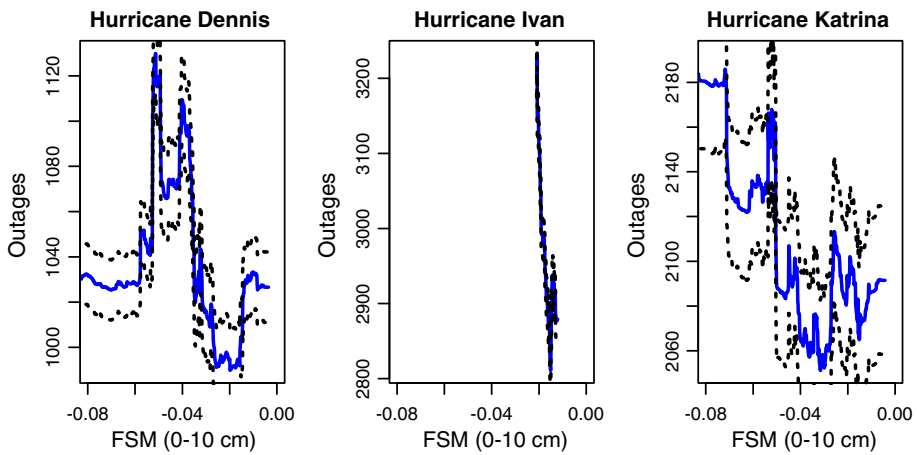 Hurricane Dennis
Outages
1000
1040
1080
1120
-0.08
-0.04
0.00
FSM (0-10 cm)
Hurricane Ivan
Outages
2800
2900
3000
3100
3200
-0.08
-0.04
0.00
FSM (0-10 cm)
Hurricane Katrina
Outages
2060
2100
2140
2180
-0.08
-0.04
0.00
FSM (0-10 cm)